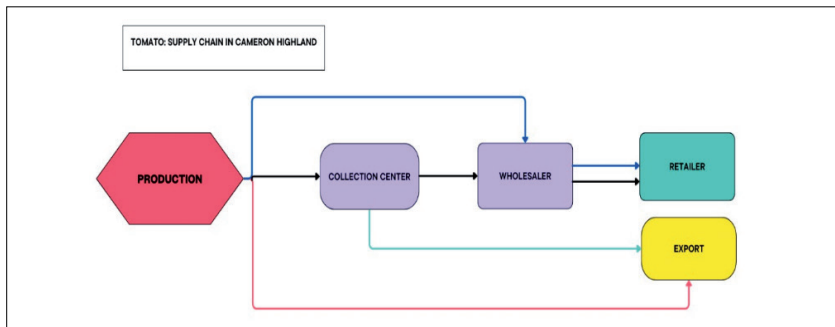 TOMATO: SUPPLY CHAIN IN CAMERON HIGHLAND
PRODUCTION
COLLECTION CENTER
WHOLESALER
RETAILER
EXPORT